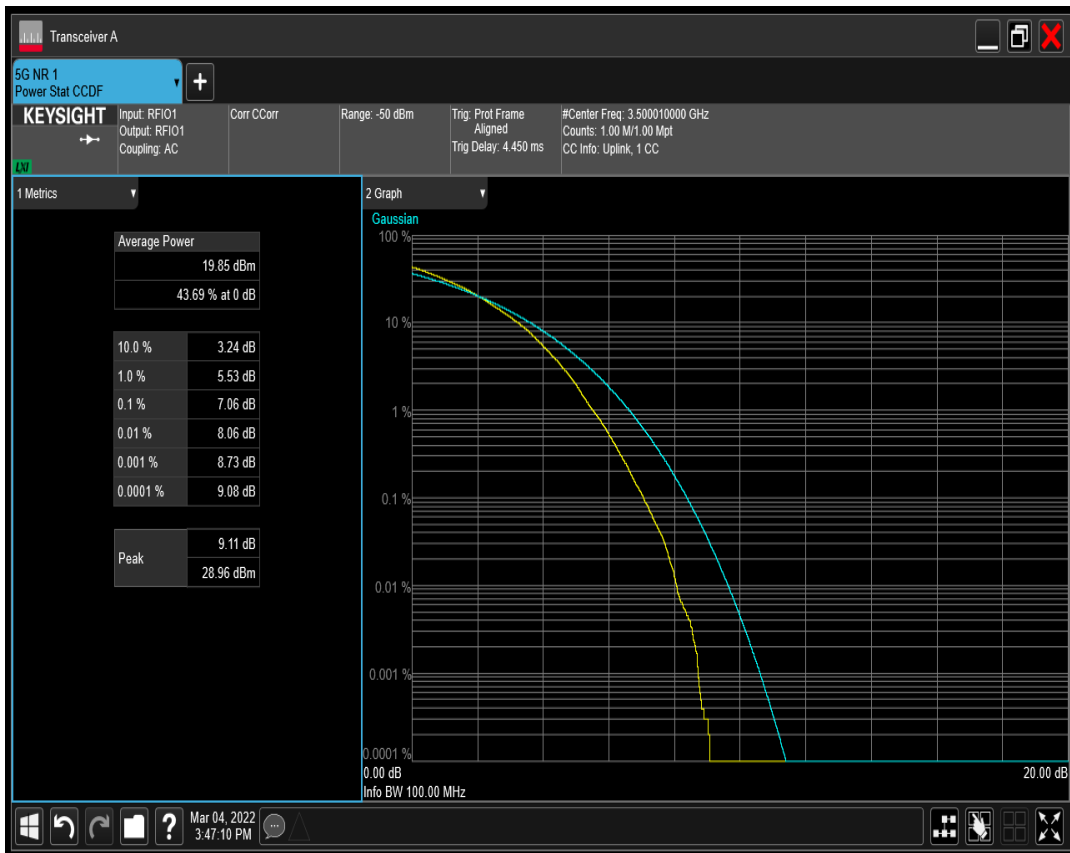 Transceiver A
5G NR 1
Power Stat CCDF
+
KEYSIGHT
LXI
Input: RFIO1
Output: RFIO1
Coupling: AC
Corr CCorr
Range: -50 dBm
Trig: Prot Frame
Aligned
Trig Delay: 4.450 ms
#Center Freq: 3.500010000 GHz
Counts: 1.00 M/1.00 Mpt
CC Info: Uplink, 1 CC
1 Metrics
Average Power
19.85 dBm
43.69 % at 0 dB
10.0 % 3.24 dB
1.0 % 5.53 dB
0.1 % 7.06 dB
0.01 % 8.06 dB
0.001 % 8.73 dB
0.0001 % 9.08 dB
Peak
9.11 dB
28.96 dBm
2 Graph
Gaussian
100 %
10 %
1 %
0.1 %
0.01 %
0.001 %
0.0001 %
0.00 dB 20.00 dB
Info BW 100.00 MHz
?
Mar 04, 2022
3:47:10 PM